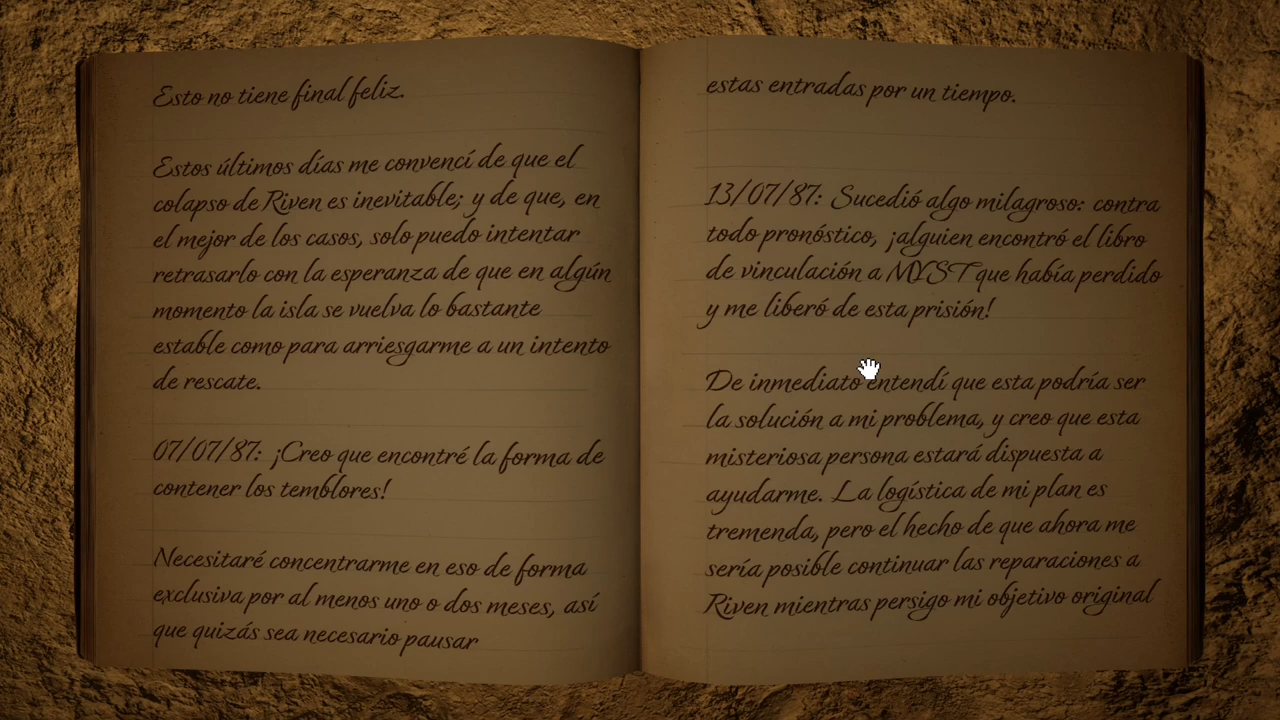 Esto no tiene final feliz.
Estos últimos días me convencí de que el
colapso de Riven es inevitable; y de que, en
el mejor de los casos, solo puedo intentar
retrasarlo con la esperanza de que en algún
momento la isla se vuelva lo bastante
estable como para arriesgarme a un intento
de rescate.
07/07/87: ¡Creo que encontré la forma de
contener los temblores!
Necesitaré concentrarme en eso de forma
exclusiva por al menos uno o dos meses, así
que quizás sea necesario pausar
estas entradas por un tiempo.
13/07/87: Sucedió algo milagroso: contra
todo pronóstico, ¡alguien encontró el libro
de vinculación a MYST que había perdido
y me liberó de esta prisión!
De inmediato entendí que esta podría ser
la solución a mi problema, y creo que esta
misteriosa persona estará dispuesta a
ayudarme. La logística de mi plan es
tremenda, pero el hecho de que ahora me
sería posible continuar las reparaciones a
Riven mientras persigo mi objetivo original